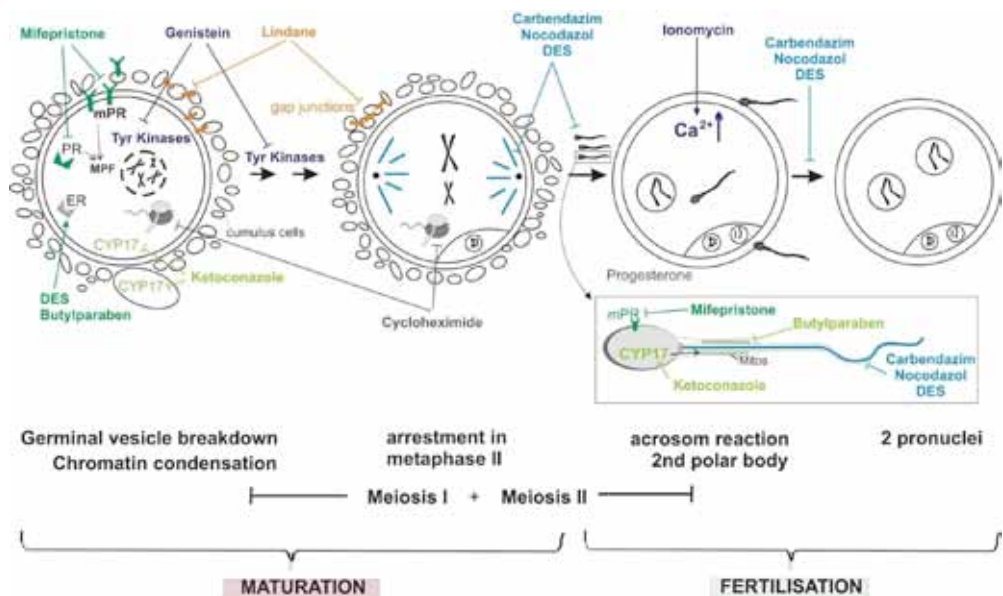 Mifepristone
Genistein
Lindane
Carbendazim
Nocodazol
DES
Ionomycin
Carbendazim
Nocodazol
DES
mPR
gap junctions
Ca2+
Tyr Kinases
PR
MPF
Tyr Kinases
ER
cumulus cells
CYP17
CYP17
Ketoconazole
DES
Butylparaben
Cycloheximide
Progesterone
mPR
Mifepristone
Butylparaben
CYP17
Mitos
Carbendazim
Nocodazol
DES
Ketoconazole
Germinal vesicle breakdown
Chromatin condensation
arrestment in
metaphase II
acrosom reaction
2nd polar body
2 pronuclei
Meiosis I + Meiosis II
MATURATION
FERTILISATION